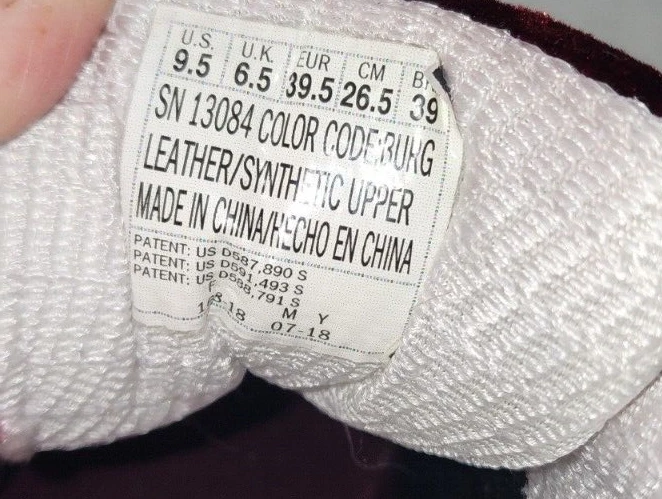 U.S. U.K. EUR CM
9.5 6.5 39.5 26.5 39
SN 13084 COLOR CODE:BURG
LEATHER/SYNTHETIC UPPER
MADE IN CHINA/HECHO EN CHINA
PATENT: US D587,890 S
PATENT: US D591,493 S
PATENT: US D588,791 S
F M Y
07-18